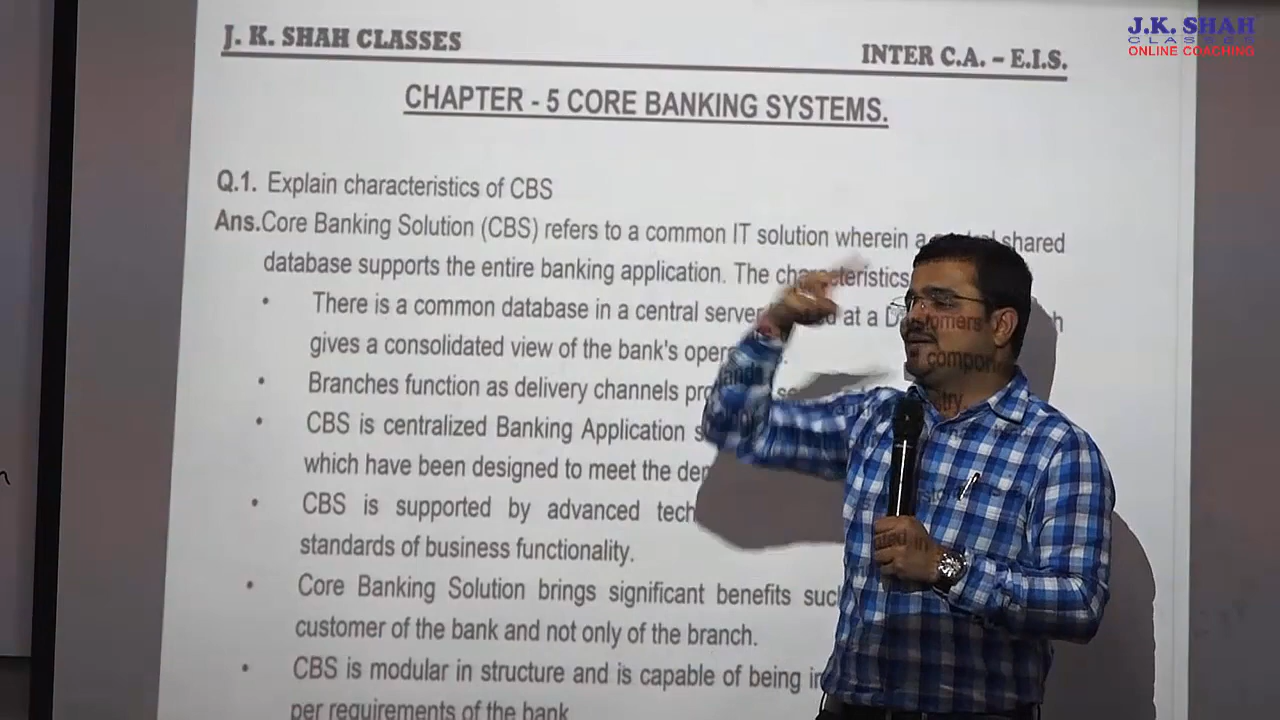 J. K. SHAH CLASSES
INTER C.A. – E.I.S.
J.K. SHAH
CLASSES
ONLINE COACHING
CHAPTER - 5 CORE BANKING SYSTEMS.
Q.1. Explain characteristics of CBS
Ans.Core Banking Solution (CBS) refers to a common IT solution wherein a central shared
database supports the entire banking application. The characteristics
• There is a common database in a central server at a
gives a consolidated view of the bank's
• Branches function as delivery channels
• CBS is centralized Banking Application
which have been designed to meet the
• CBS is supported by advanced
standards of business functionality.
• Core Banking Solution brings significant benefits such
customer of the bank and not only of the branch.
• CBS is modular in structure and is capable of being
per requirements of the bank